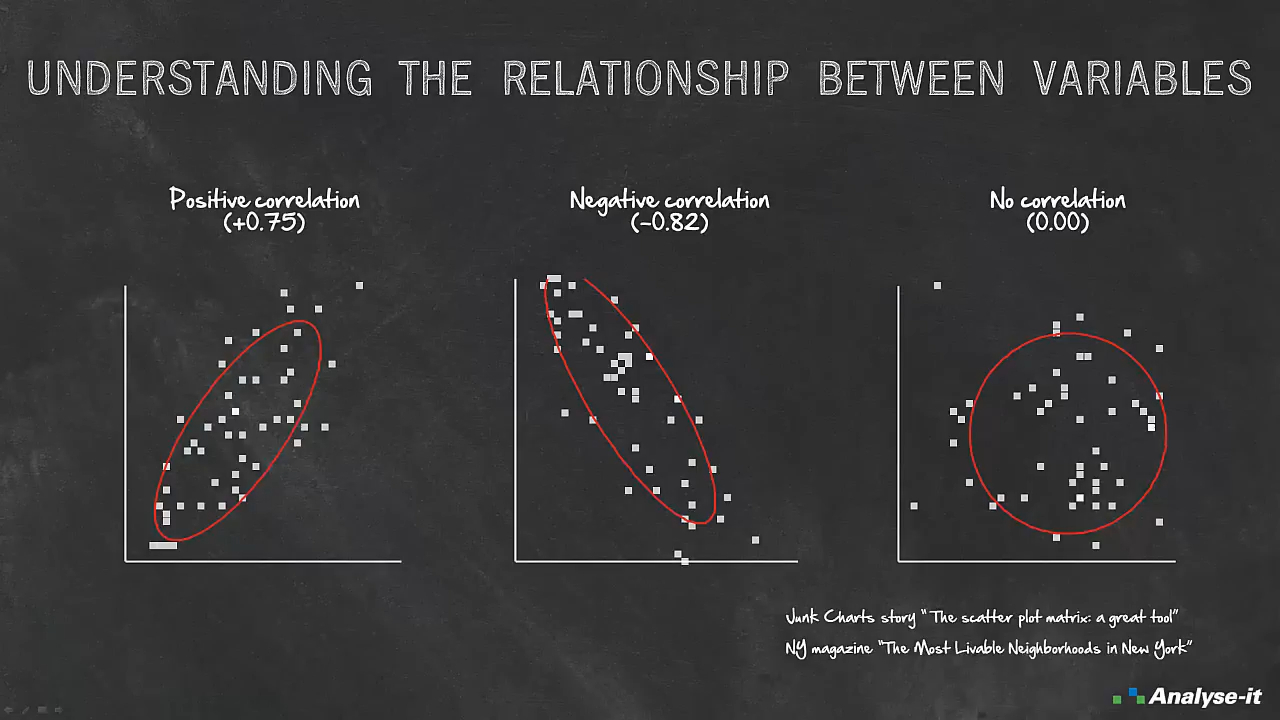 UNDERSTANDING THE RELATIONSHIP BETWEEN VARIABLES
Positive correlation
(+0.75)
Negative correlation
(-0.82)
No correlation
(0.00)
Junk Charts story "The scatter plot matrix: a great tool"
NY magazine "The Most Livable Neighborhoods in New York"
Analyse-it